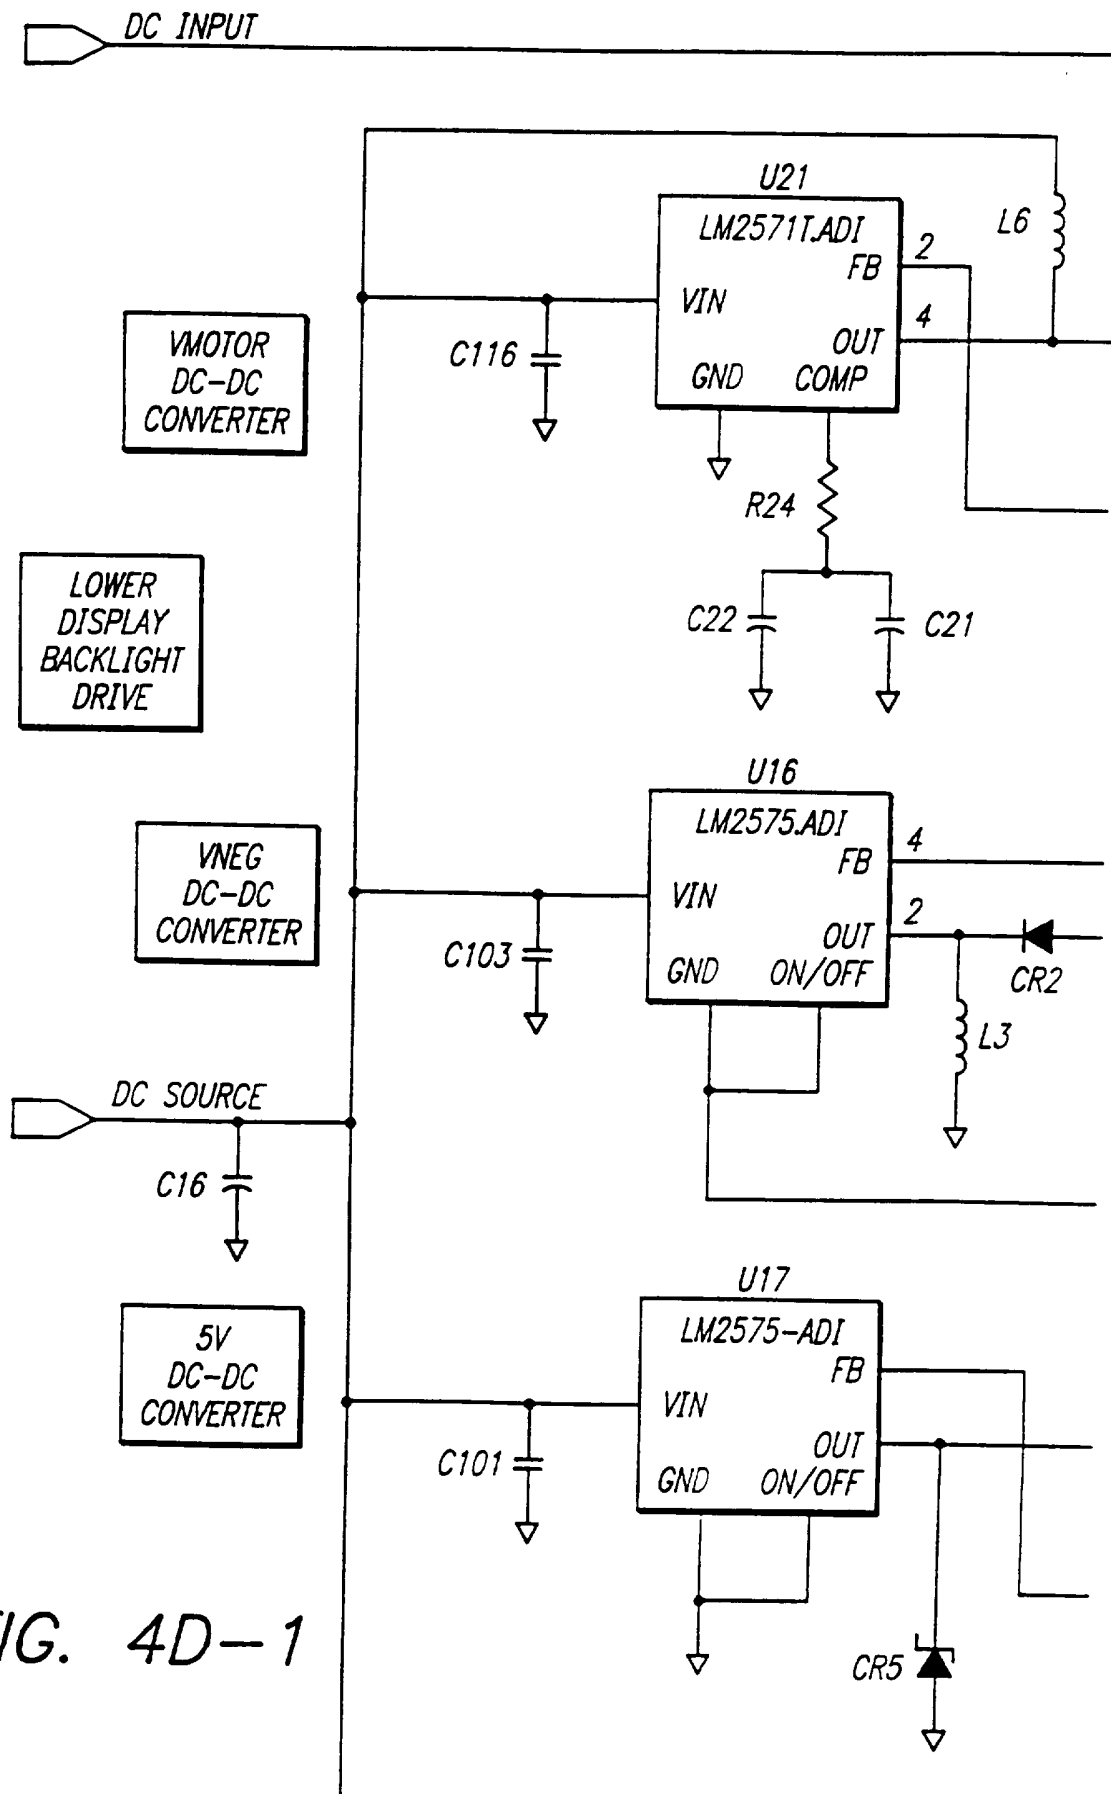 DC INPUT
U21
LM2571T.ADJ
FB
2
L6
VIN
4
OUT
GND
COMP
C116
VMOTOR
DC-DC
CONVERTER
R24
LOWER
DISPLAY
BACKLIGHT
DRIVE
C22
C21
U16
LM2575.ADJ
FB
4
VIN
2
OUT
GND
ON/OFF
CR2
C103
VNEG
DC-DC
CONVERTER
L3
DC SOURCE
C16
U17
LM2575-ADJ
FB
VIN
OUT
GND
ON/OFF
C101
5V
DC-DC
CONVERTER
CR5
IG. 4D-1